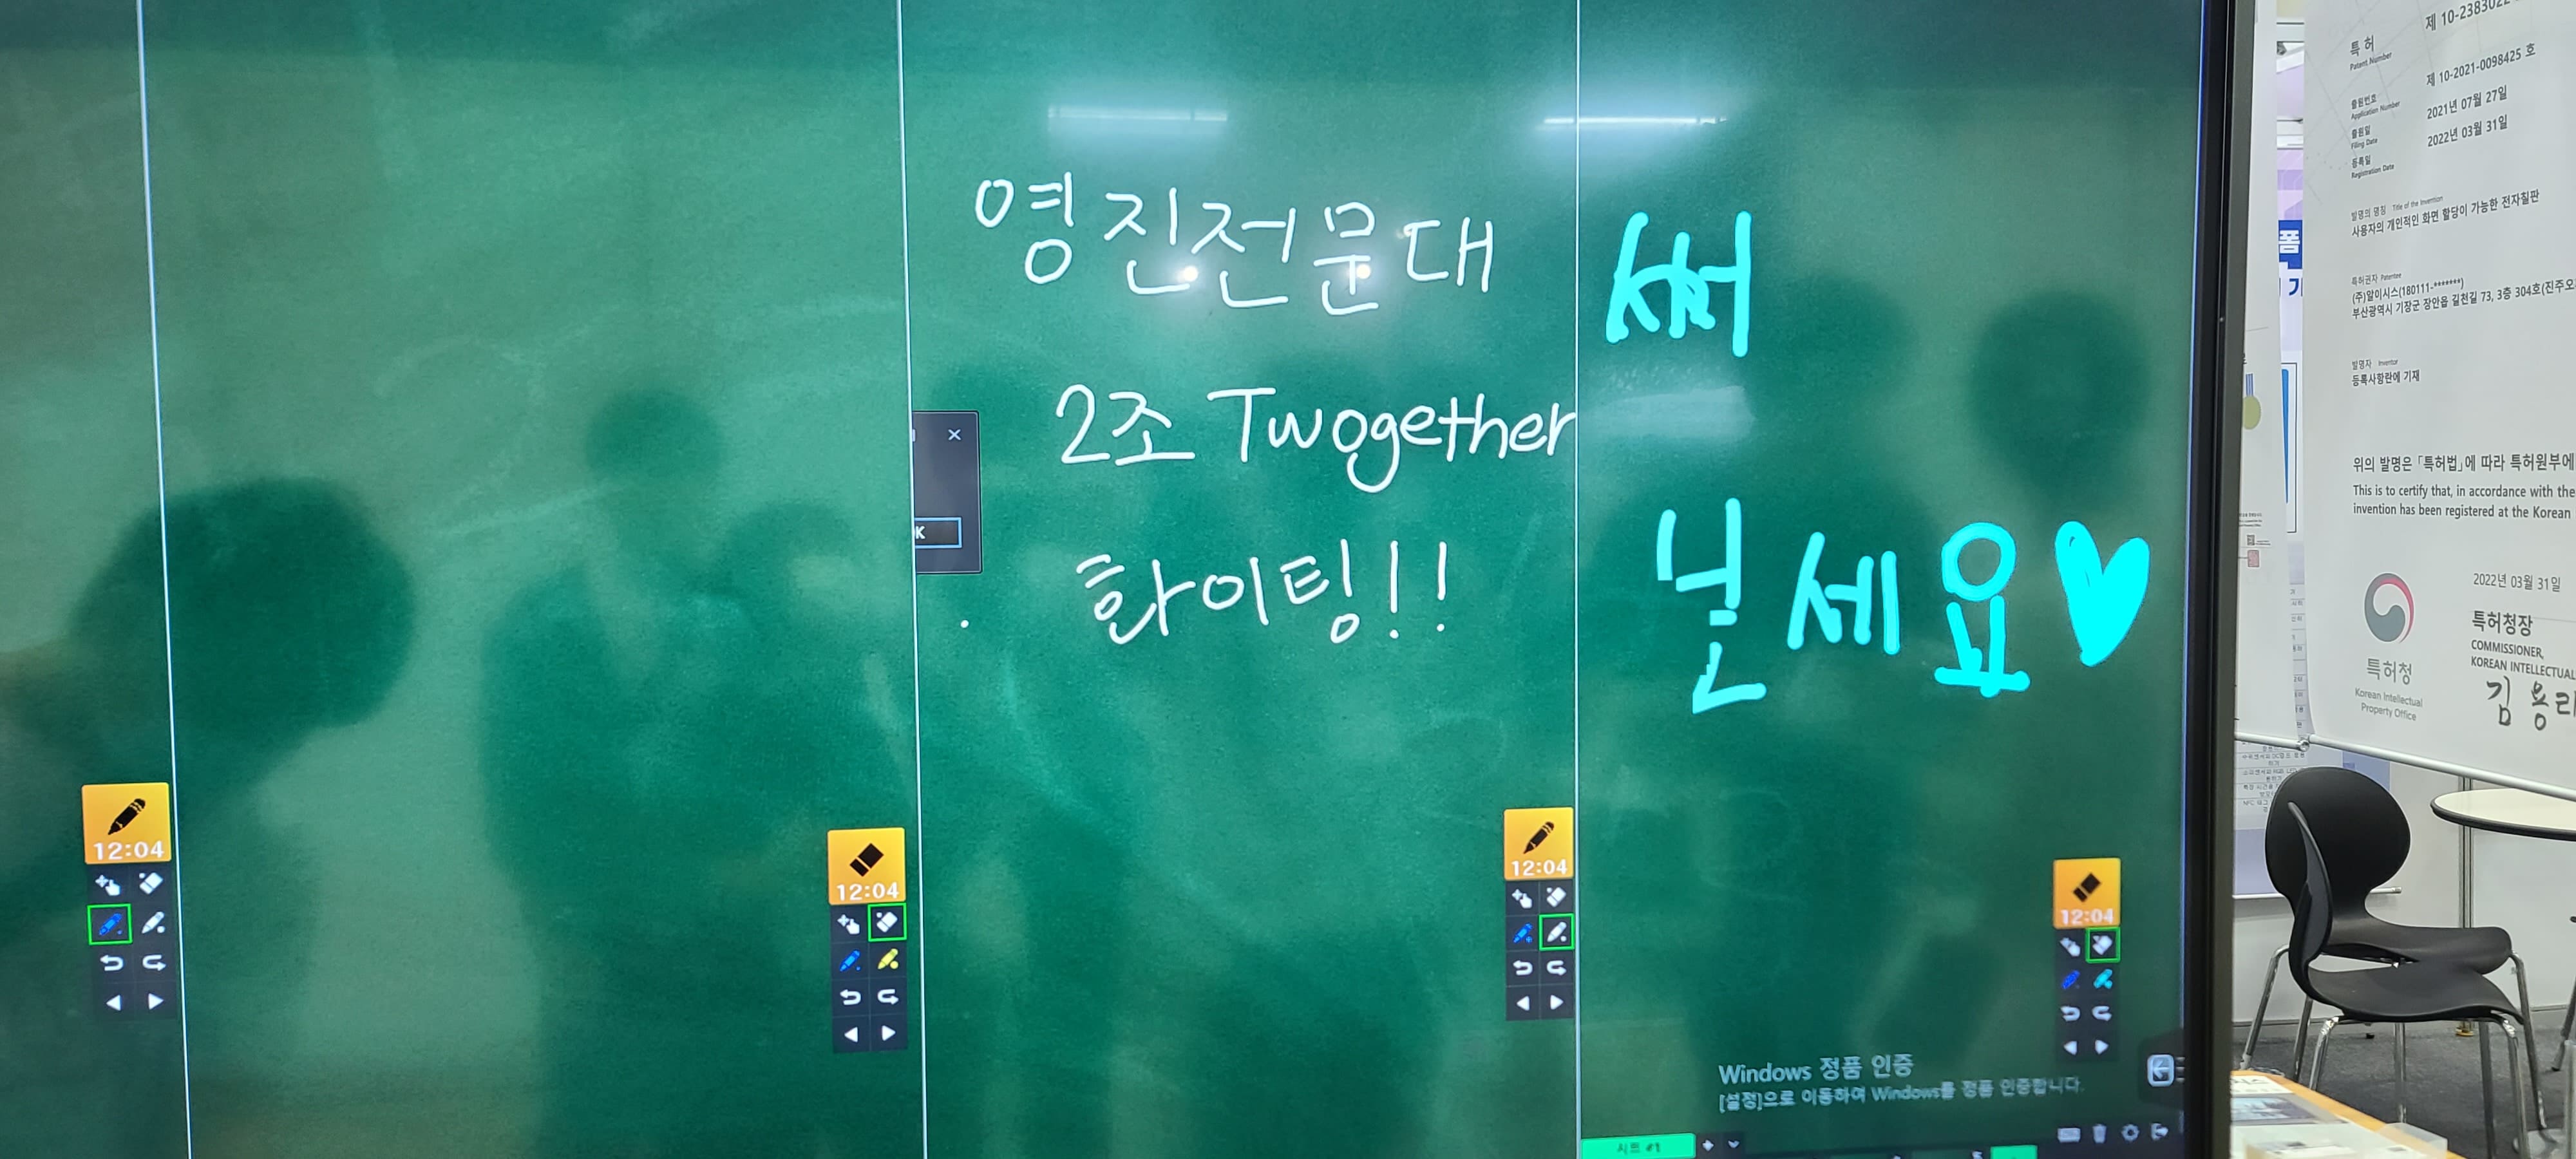 영진전문대
2조 Twogether
화이팅!!
써
보세요
12:04
12:04
12:04
12:04
Windows 정품 인증
[설정]으로 이동하여 Windows를 정품 인증합니다.
시트 #1
특허
Patent Number
제 10-2383022
출원번호
Application Number
제 10-2021-0098425 호
출원일
Filing Date
2021년 07월 27일
등록일
Registration Date
2022년 03월 31일
발명의 명칭 Title of the Invention
사용자의 개인적인 화면 할당이 가능한 전자칠판
특허권자 Patentee
(주)알이시스(180111-*******)
부산광역시 기장군 장안읍 길천길 73, 3층 304호(진주오
발명자 Inventor
등록사항란에 기재
위의 발명은 「특허법」에 따라 특허원부에
This is to certify that, in accordance with the
invention has been registered at the Korean
2022년 03월 31일
특허청장
COMMISSIONER,
KOREAN INTELLECTUAL
특허청
Korean Intellectual
Property Office
김용래